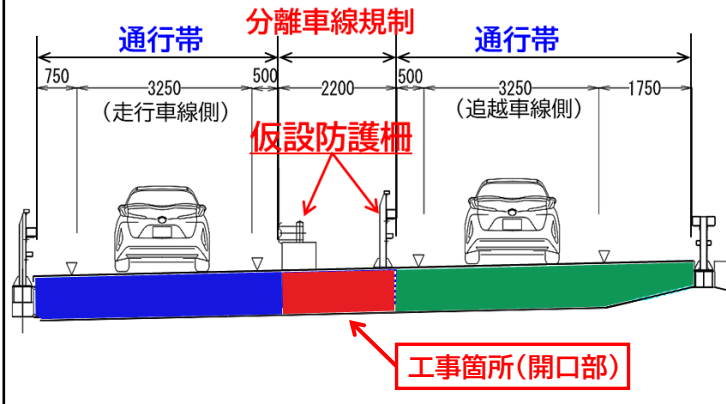 分離車線規制
通行帯
通行帯
750
3250
500
2200
500
3250
1750
（走行車線側）
（追越車線側）
仮設防護柵
工事箇所（開口部）